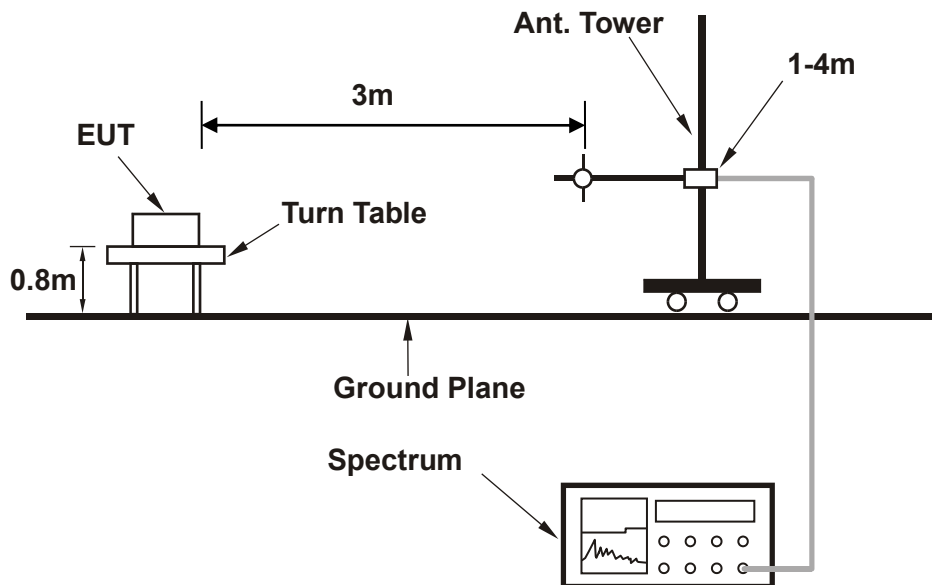 Ant. Tower
1-4m
3m
EUT
Turn Table
0.8m
Ground Plane
Spectrum